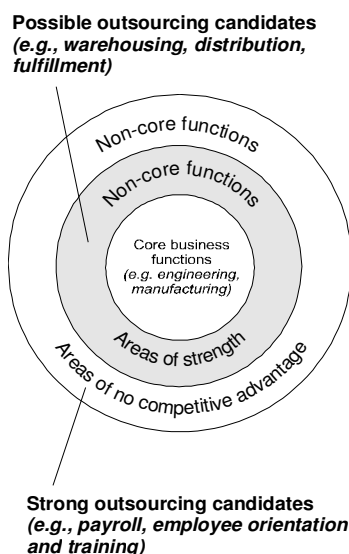 Possible outsourcing candidates
(e.g., warehousing, distribution,
fulfillment)
Non-core functions
Non-core functions
Core business
functions
(e.g. engineering,
manufacturing)
Areas of strength
Areas of no competitive advantage
Strong outsourcing candidates
(e.g., payroll, employee orientation
and training)